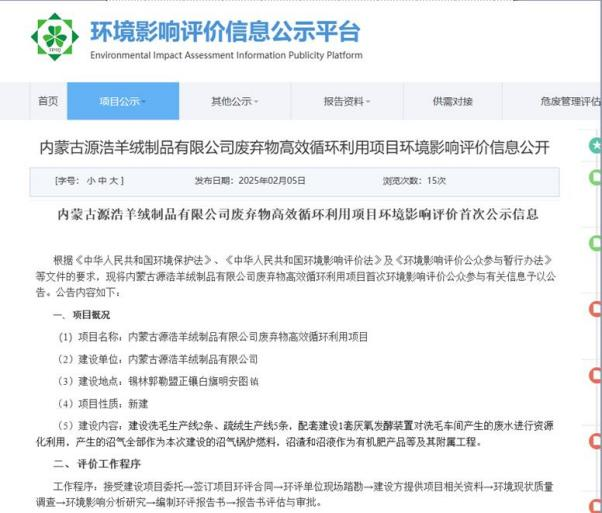 环境影响评价信息公示平台
Environmental Impact Assessment Information Publicity Platform
首页 项目公示 其他公示 报告资料 供需对接 危废管理评估
内蒙古源浩羊绒制品有限公司废弃物高效循环利用项目环境影响评价信息公开
[字号： 小 中 大 ] 发布日期：2025年02月05日 浏览次数：15次
内蒙古源浩羊绒制品有限公司废弃物高效循环利用项目环境影响评价首次公示信息
根据《中华人民共和国环境保护法》、《中华人民共和国环境影响评价法》及《环境影响评价公众参与暂行办法》
等文件的要求，现将内蒙古源浩羊绒制品有限公司废弃物高效循环利用项目首次环境影响评价公众参与有关信息予以公
告。公告内容如下：
一、项目概况
(1) 项目名称：内蒙古源浩羊绒制品有限公司废弃物高效循环利用项目
（2）建设单位：内蒙古源浩羊绒制品有限公司
（3）建设地点：锡林郭勒盟正镶白旗明安图镇
（4）项目性质：新建
（5）建设内容：建设洗毛生产线2条、疏绒生产线5条，配套建设1套厌氧发酵装置对洗毛车间产生的废水进行资源
化利用，产生的沼气全部作为本次建设的沼气锅炉燃料，沼渣和沼液作为有机肥产品等及其附属工程。
二、评价工作程序
工作程序：接受建设项目委托→签订项目环评合同→环评单位现场踏勘→建设方提供项目相关资料→环境现状质量
调查→环境影响分析研究→编制环评报告书→报告书评估与审批。